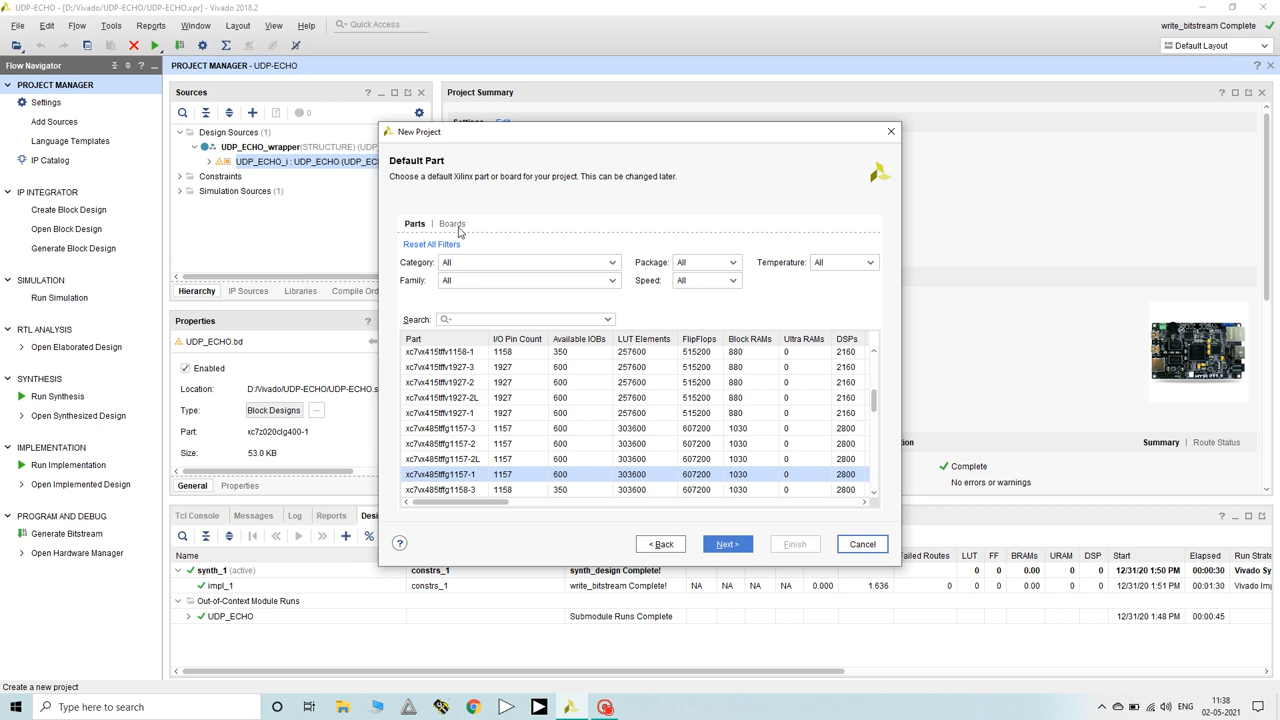 UDP-ECHO - [D:/Vivado/UDP-ECHO/UDP-ECHO.xpr] - Vivado 2018.2
File Edit Flow Tools Reports Window Layout View Help Quick Access write_bitstream Complete
Default Layout
Flow Navigator
PROJECT MANAGER - UDP-ECHO
PROJECT MANAGER
Settings
Add Sources
Language Templates
IP Catalog
IP INTEGRATOR
Create Block Design
Open Block Design
Generate Block Design
SIMULATION
Run Simulation
RTL ANALYSIS
Open Elaborated Design
SYNTHESIS
Run Synthesis
Open Synthesized Design
IMPLEMENTATION
Run Implementation
Open Implemented Design
PROGRAM AND DEBUG
Generate Bitstream
Open Hardware Manager
Sources
0
Design Sources (1)
UDP_ECHO_wrapper(STRUCTURE) (UDP_E
UDP_ECHO_i : UDP_ECHO (UDP_EC
Constraints
Simulation Sources (1)
Hierarchy IP Sources Libraries Compile Ord
Properties
UDP_ECHO.bd
Enabled
Location: D:/Vivado/UDP-ECHO/UDP-ECHO.s
Type: Block Designs
Part: xc7z020clg400-1
Size: 53.0 KB
General Properties
Project Summary
Settings Edit
Summary Route Status
Complete
No errors or warnings
New Project
Default Part
Choose a default Xilinx part or board for your project. This can be changed later.
Parts | Boards
Reset All Filters
Category: All Package: All Temperature: All
Family: All Speed: All
Search:
Part I/O Pin Count Available IOBs LUT Elements FlipFlops Block RAMs Ultra RAMs DSPs
xc7vx415tffv1158-1 1158 350 257600 515200 880 0 2160
xc7vx415tffv1927-3 1927 600 257600 515200 880 0 2160
xc7vx415tffv1927-2 1927 600 257600 515200 880 0 2160
xc7vx415tffv1927-2L 1927 600 257600 515200 880 0 2160
xc7vx415tffv1927-1 1927 600 257600 515200 880 0 2160
xc7vx485tffg1157-3 1157 600 303600 607200 1030 0 2800
xc7vx485tffg1157-2 1157 600 303600 607200 1030 0 2800
xc7vx485tffg1157-2L 1157 600 303600 607200 1030 0 2800
xc7vx485tffg1157-1 1157 600 303600 607200 1030 0 2800
xc7vx485tffg1158-3 1158 350 303600 607200 1030 0 2800
< Back Next > Finish Cancel
Tcl Console Messages Log Reports Desi
Name Failed Routes LUT FF BRAMs URAM DSP Start Elapsed Run Strate
synth_1 (active) constrs_1 synth_design Complete! 0 0 0.00 0 0 12/31/20 1:50 PM 00:00:30 Vivado Sy
impl_1 constrs_1 write_bitstream Complete! NA NA NA 0.000 1.636 0 0 0 0.00 0 0 12/31/20 1:51 PM 00:01:30 Vivado Im
Out-of-Context Module Runs
UDP_ECHO Submodule Runs Complete 12/31/20 1:48 PM 00:00:45
Create a new project
Type here to search
11:38
02-05-2021